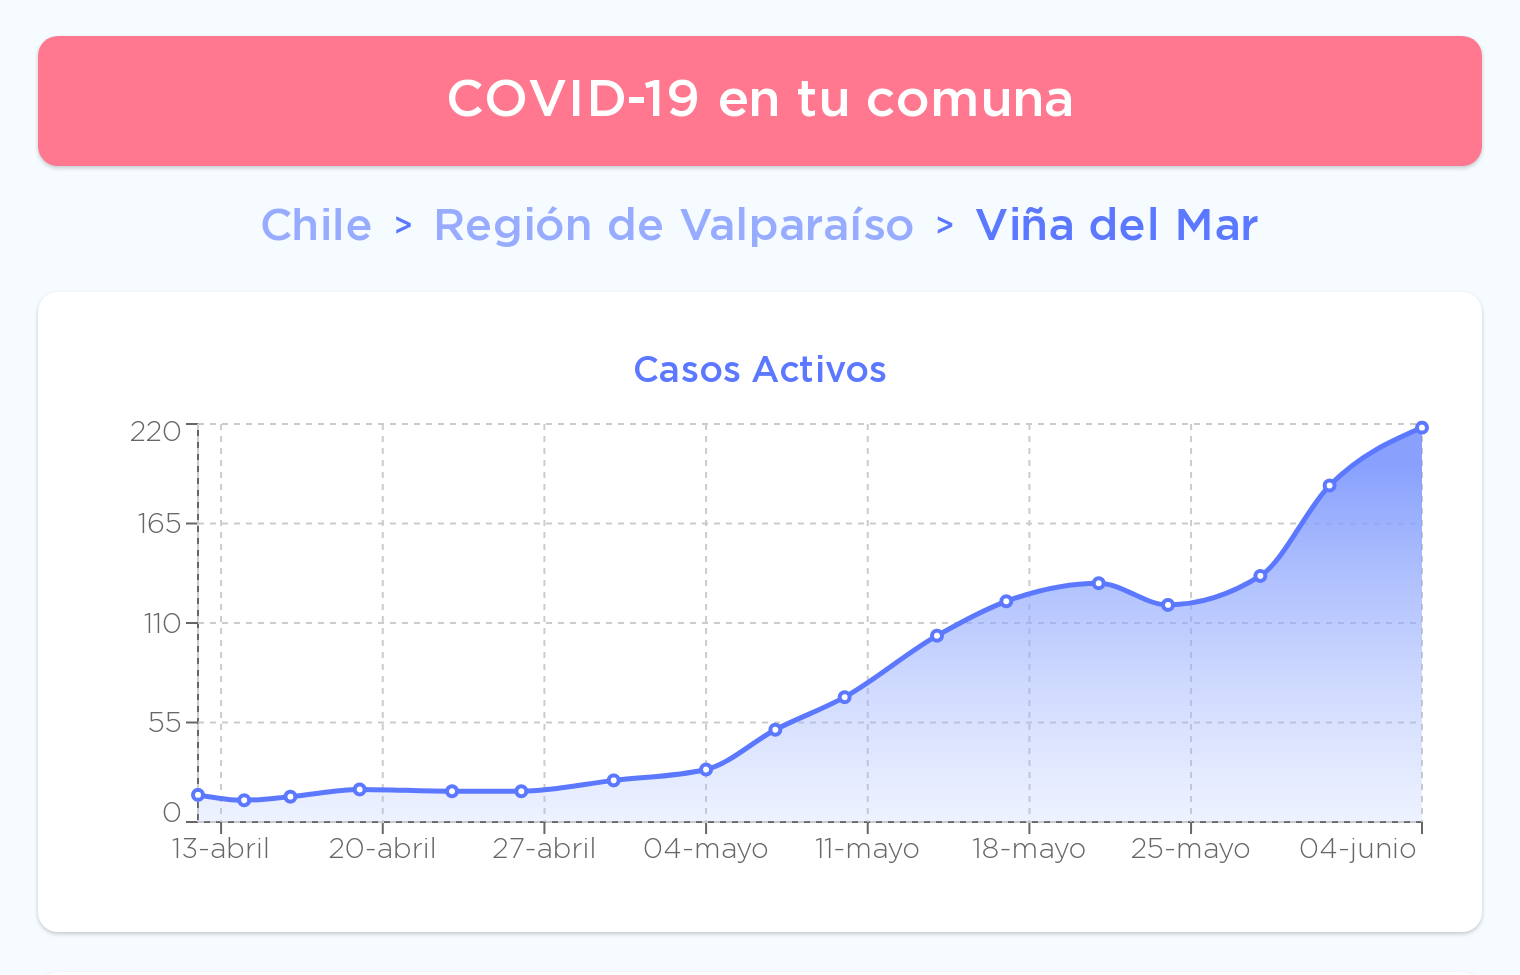 COVID-19 en tu comuna
Chile > Región de Valparaíso > Viña del Mar
Casos Activos
220
165
110
55
0
13-abril 20-abril 27-abril 04-mayo 11-mayo 18-mayo 25-mayo 04-junio